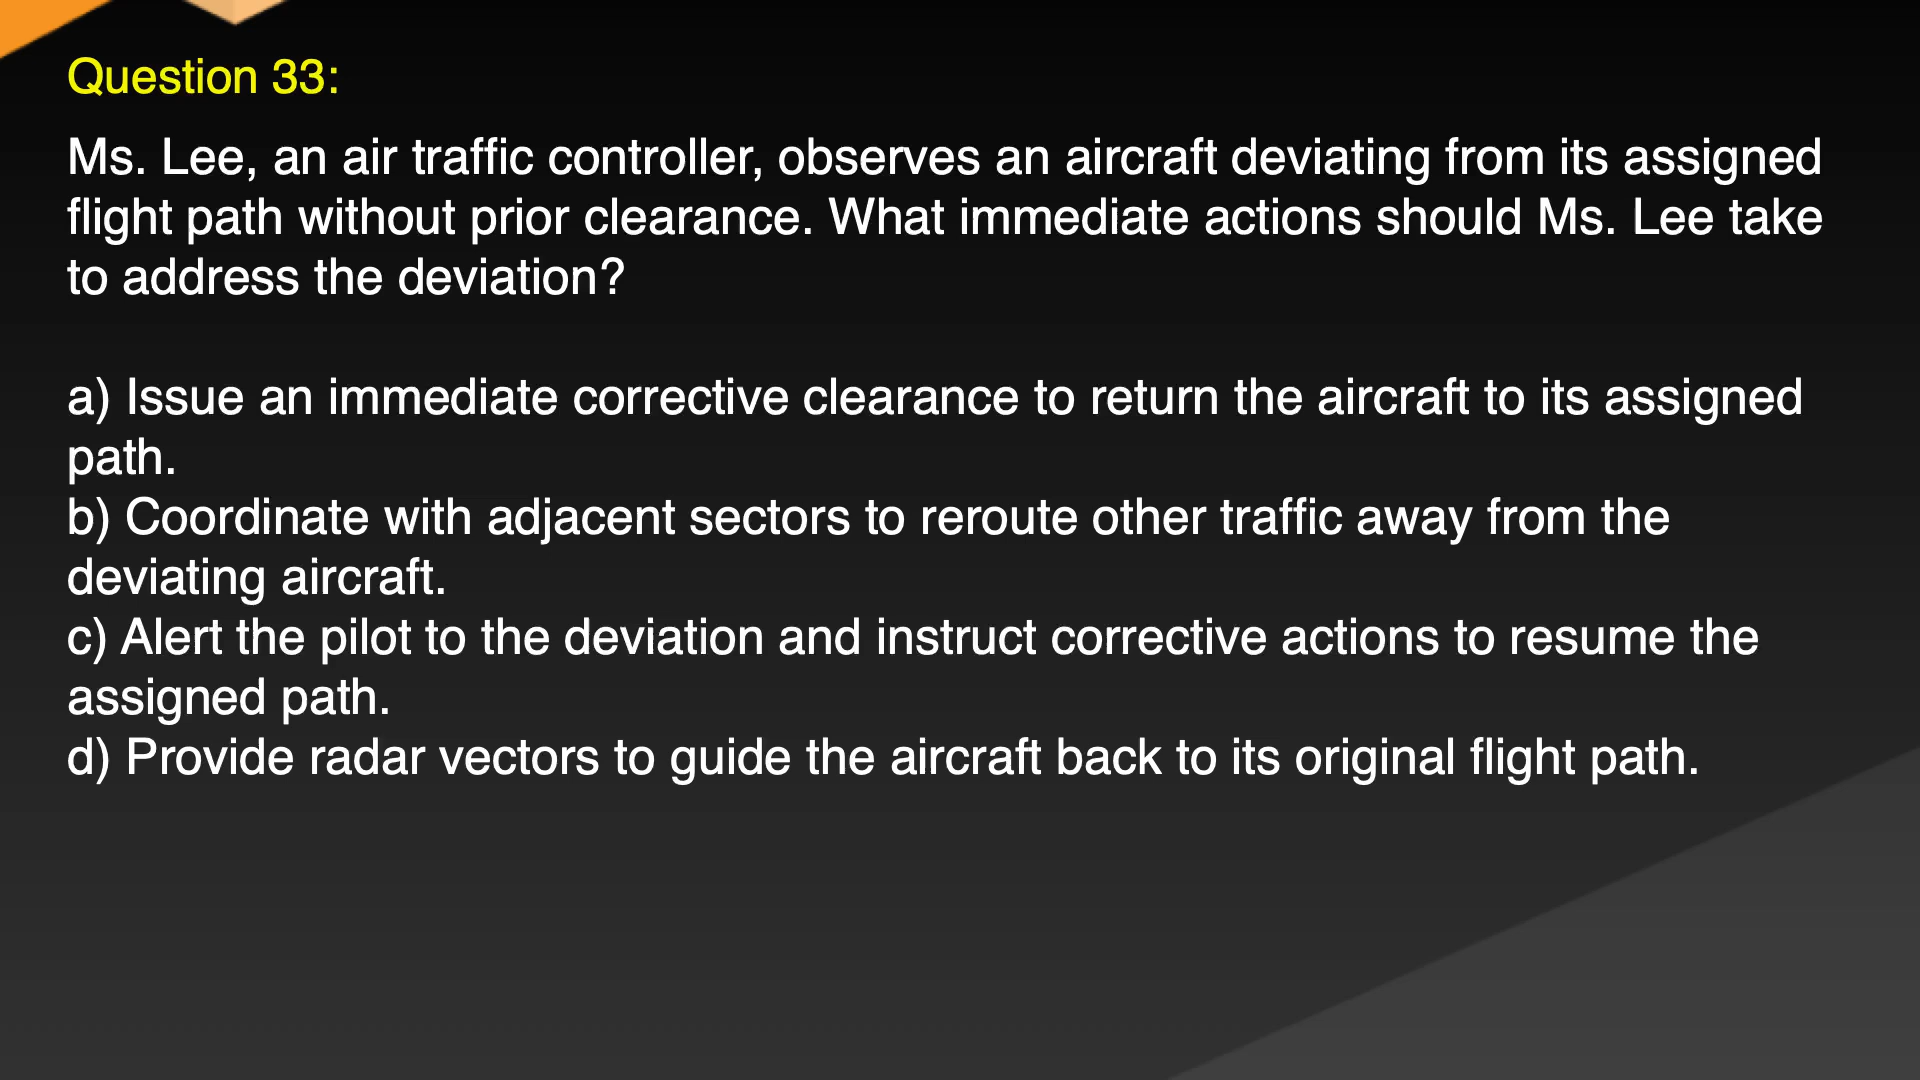 Question 33:
Ms. Lee, an air traffic controller, observes an aircraft deviating from its assigned
flight path without prior clearance. What immediate actions should Ms. Lee take
to address the deviation?
a) Issue an immediate corrective clearance to return the aircraft to its assigned
path.
b) Coordinate with adjacent sectors to reroute other traffic away from the
deviating aircraft.
c) Alert the pilot to the deviation and instruct corrective actions to resume the
assigned path.
d) Provide radar vectors to guide the aircraft back to its original flight path.